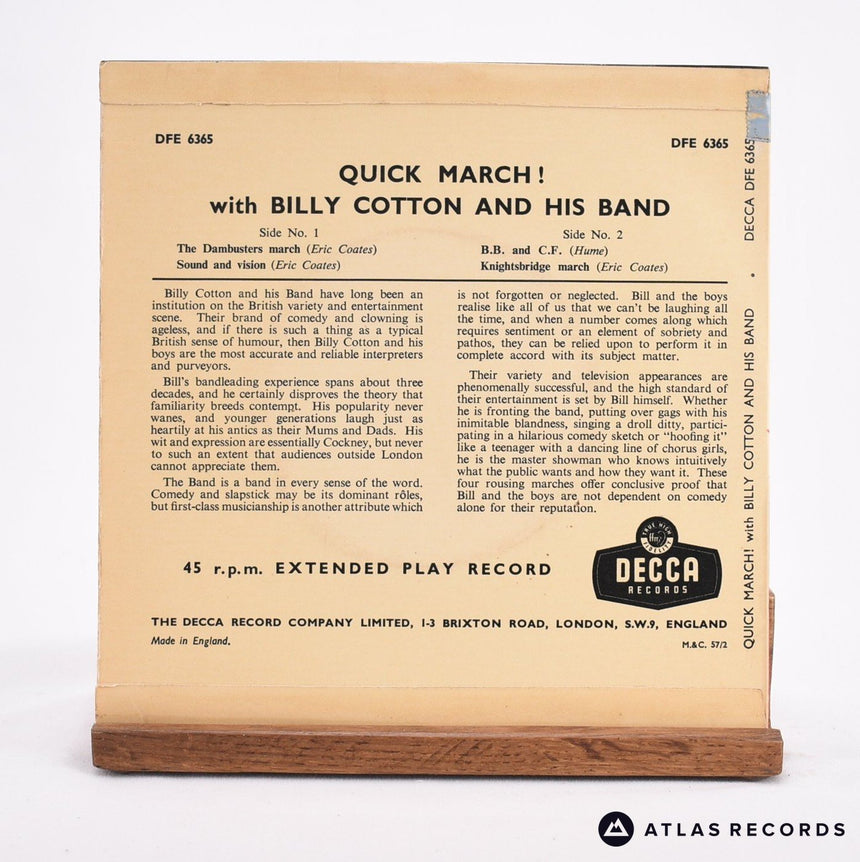 DFE 6365
DFE 6365
QUICK MARCH!
with BILLY COTTON AND HIS BAND
Side No. 1
The Dambusters march (Eric Coates)
Sound and vision (Eric Coates)
Side No. 2
B.B. and C.F. (Hume)
Knightsbridge march (Eric Coates)
Billy Cotton and his Band have long been an
institution on the British variety and entertainment
scene. Their brand of comedy and clowning is
ageless, and if there is such a thing as a typical
British sense of humour, then Billy Cotton and his
boys are the most accurate and reliable interpreters
and purveyors.
Bill's bandleading experience spans about three
decades, and he certainly disproves the theory that
familiarity breeds contempt. His popularity never
wanes, and younger generations laugh just as
heartily at his antics as their Mums and Dads. His
wit and expression are essentially Cockney, but never
to such an extent that audiences outside London
cannot appreciate them.
The Band is a band in every sense of the word.
Comedy and slapstick may be its dominant rôles,
but first-class musicianship is another attribute which
is not forgotten or neglected. Bill and the boys
realise like all of us that we can't be laughing all
the time, and when a number comes along which
requires sentiment or an element of sobriety and
pathos, they can be relied upon to perform it in
complete accord with its subject matter.
Their variety and television appearances are
phenomenally successful, and the high standard of
their entertainment is set by Bill himself. Whether
he is fronting the band, putting over gags with his
inimitable blandness, singing a droll ditty, partici-
pating in a hilarious comedy sketch or "hoofing it"
like a teenager with a dancing line of chorus girls,
he is the master showman who knows intuitively
what the public wants and how they want it. These
four rousing marches offer conclusive proof that
Bill and the boys are not dependent on comedy
alone for their reputation.
45 r.p.m. EXTENDED PLAY RECORD
TRUE HIGH
ffrr
FIDELITY
DECCA
RECORDS
THE DECCA RECORD COMPANY LIMITED, 1-3 BRIXTON ROAD, LONDON, S.W.9, ENGLAND
Made in England.
M.&C. 57/2
QUICK MARCH! with BILLY COTTON AND HIS BAND • DECCA DFE 6365
ATLAS RECORDS